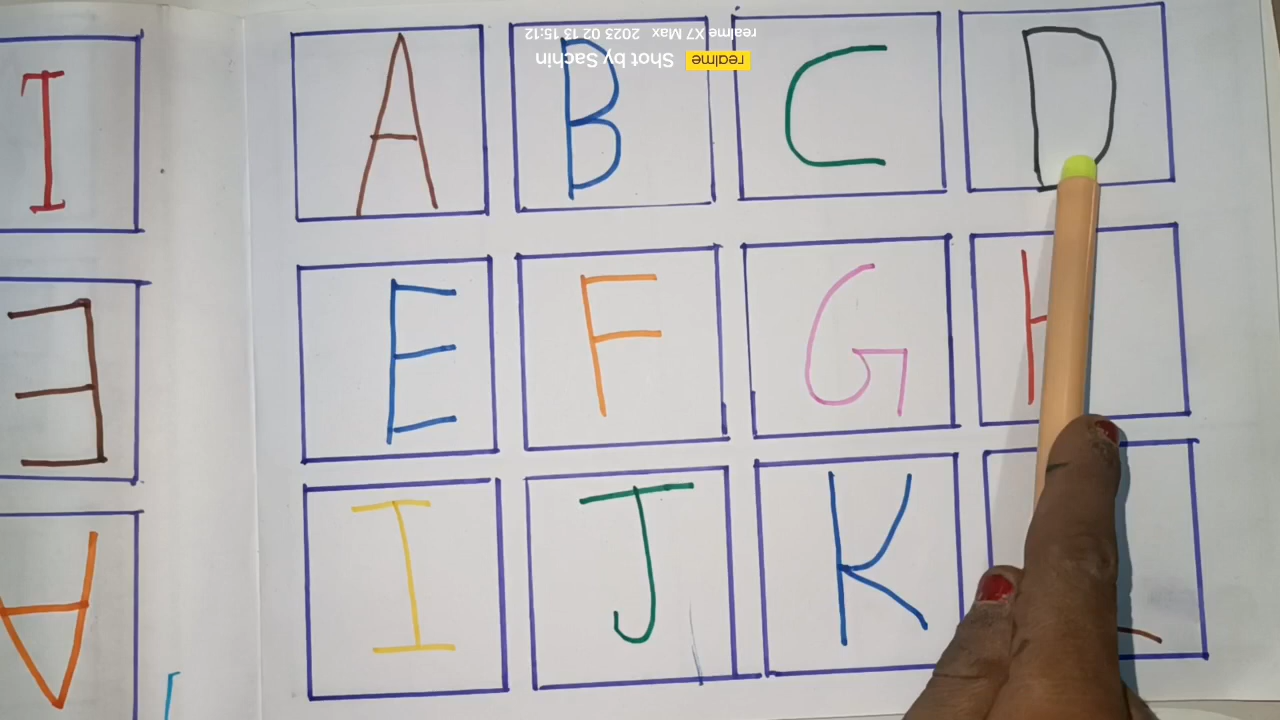 A B C D
E F G H
I J K
I
E
A
realme Shot by Sachin
realme X7 Max 2023 02 13 15:12